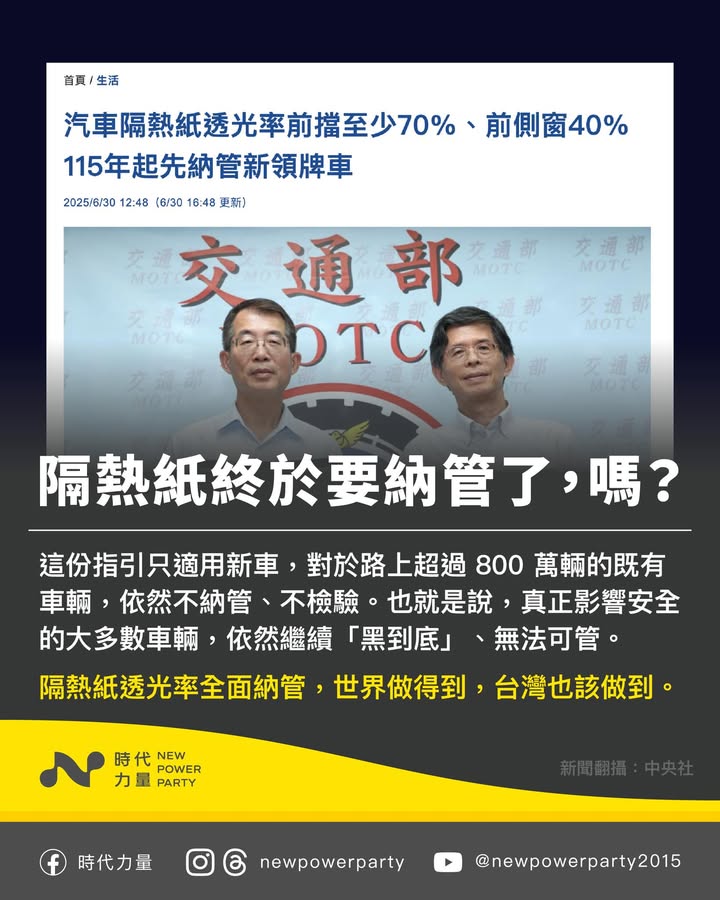 首頁 / 生活
汽車隔熱紙透光率前擋至少70%、前側窗40%
115年起先納管新領牌車
2025/6/30 12:48（6/30 16:48 更新）
交通部
MOTC
隔熱紙終於要納管了，嗎？
這份指引只適用新車，對於路上超過 800 萬輛的既有
車輛，依然不納管、不檢驗。也就是說，真正影響安全
的大多數車輛，依然繼續「黑到底」、無法可管。
隔熱紙透光率全面納管，世界做得到，台灣也該做到。
時代力量
NEW POWER PARTY
新聞翻攝：中央社
時代力量
newpowerparty
@newpowerparty2015